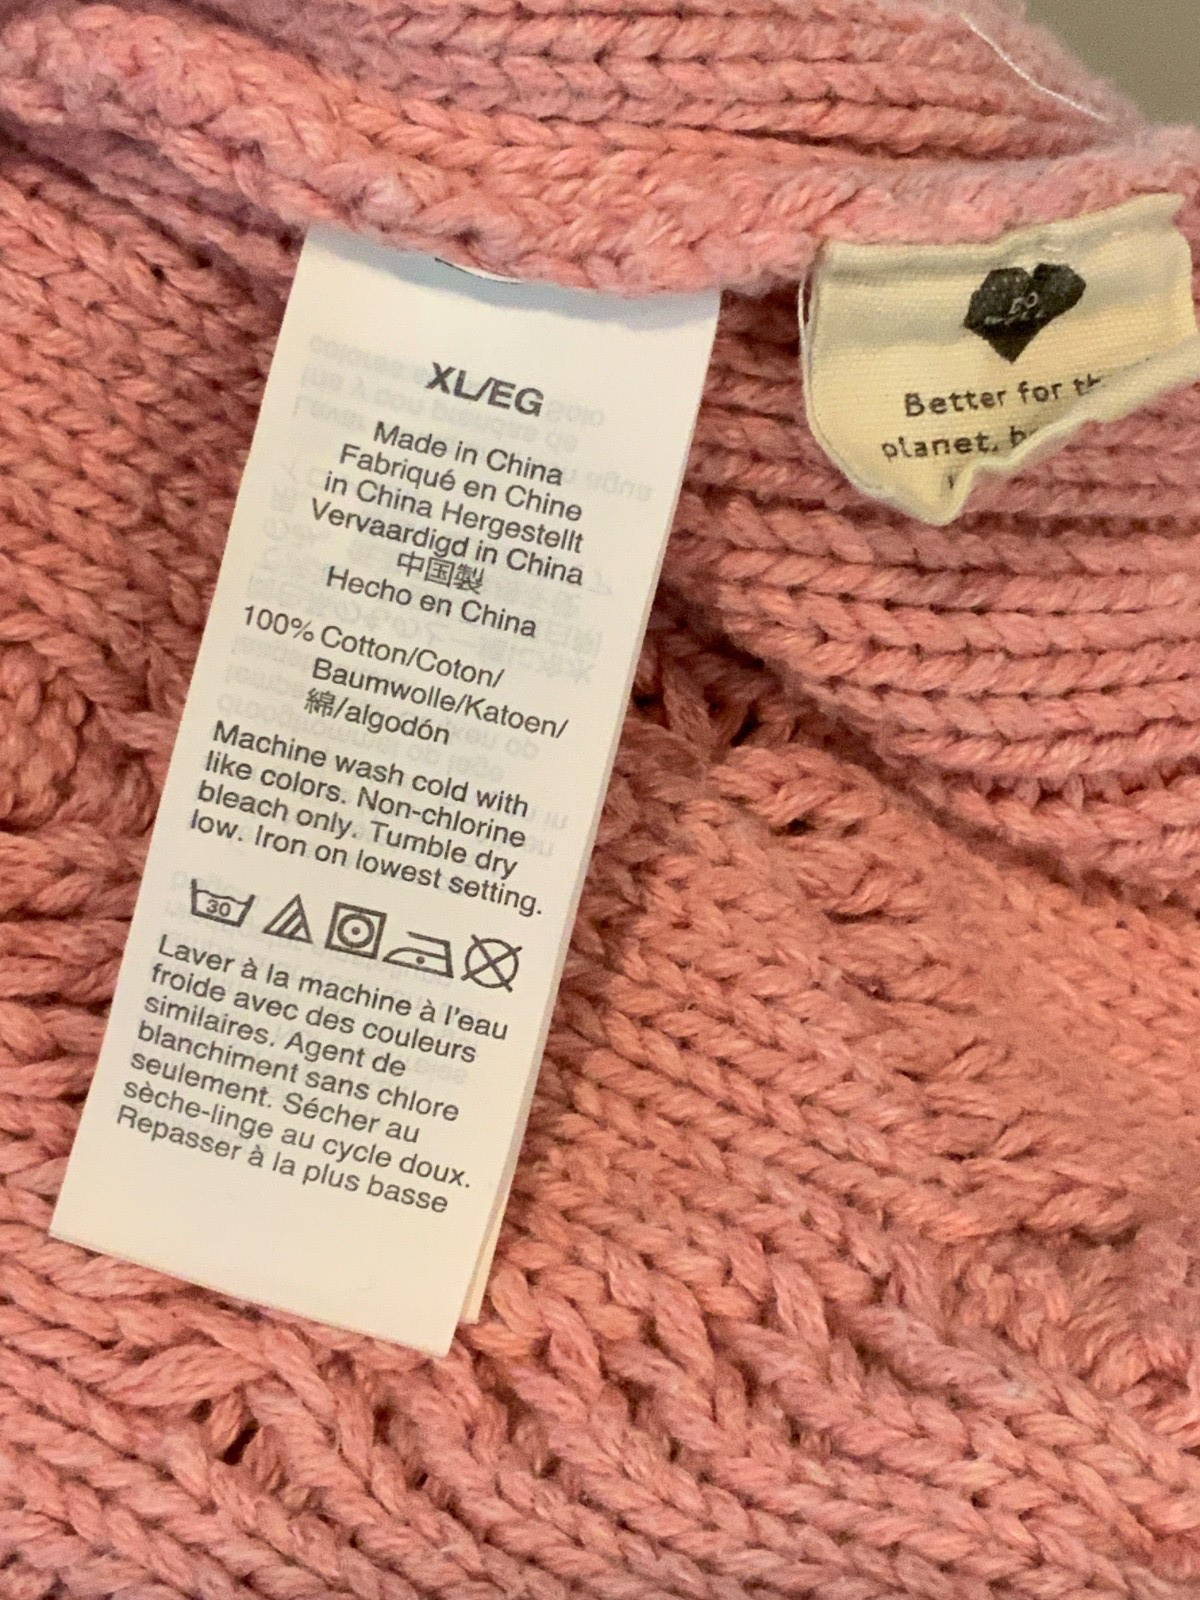 XL/EG
Made in China
Fabriqué en Chine
in China Hergestellt
Vervaardigd in China
中国製
Hecho en China
100% Cotton/Coton/
Baumwolle/Katoen/
綿/algodón
Machine wash cold with
like colors. Non-chlorine
bleach only. Tumble dry
low. Iron on lowest setting.
30
Laver à la machine à l'eau
froide avec des couleurs
similaires. Agent de
blanchiment sans chlore
seulement. Sécher au
sèche-linge au cycle doux.
Repasser à la plus basse
DO
Better for
planet,